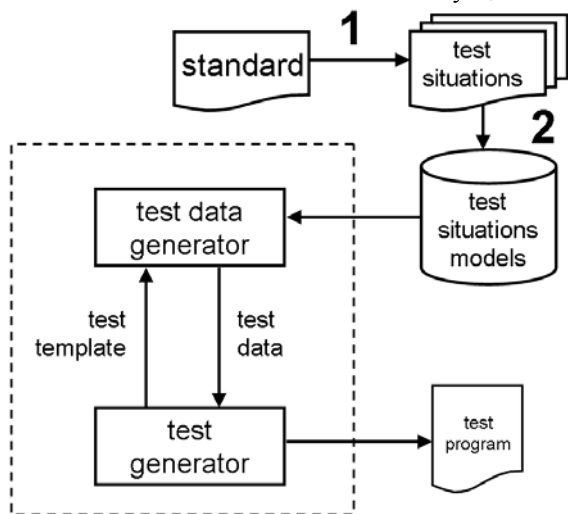 1
standard
test
situations
2
test
situations
models
test data
generator
test
template
test
data
test
generator
test
program